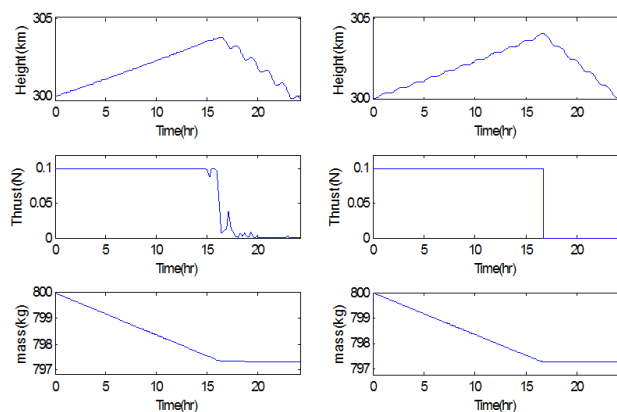 305
Height(km)
300
0 5 10 15 20
Time(hr)
305
Height(km)
300
0 5 10 15 20
Time(hr)
0.1
Thrust(N)
0.05
0
0 5 10 15 20
Time(hr)
0.1
Thrust(N)
0.05
0
0 5 10 15 20
Time(hr)
800
799
mass(kg)
798
797
0 5 10 15 20
Time(hr)
800
799
mass(kg)
798
797
0 5 10 15 20
Time(hr)